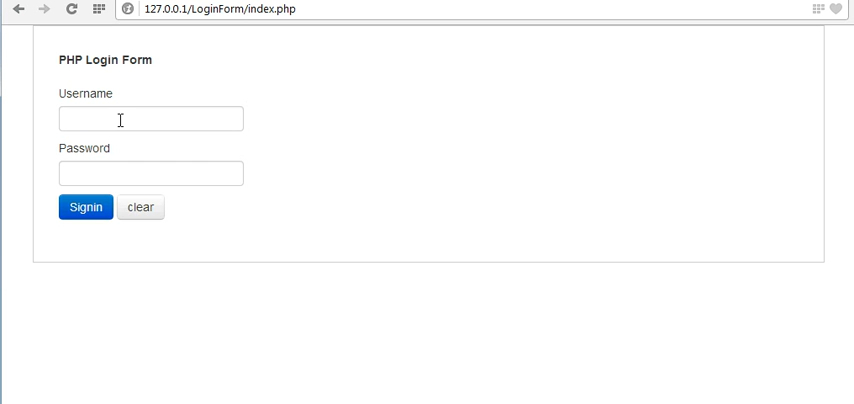 127.0.0.1/LoginForm/index.php
PHP Login Form
Username
Password
Signin clear